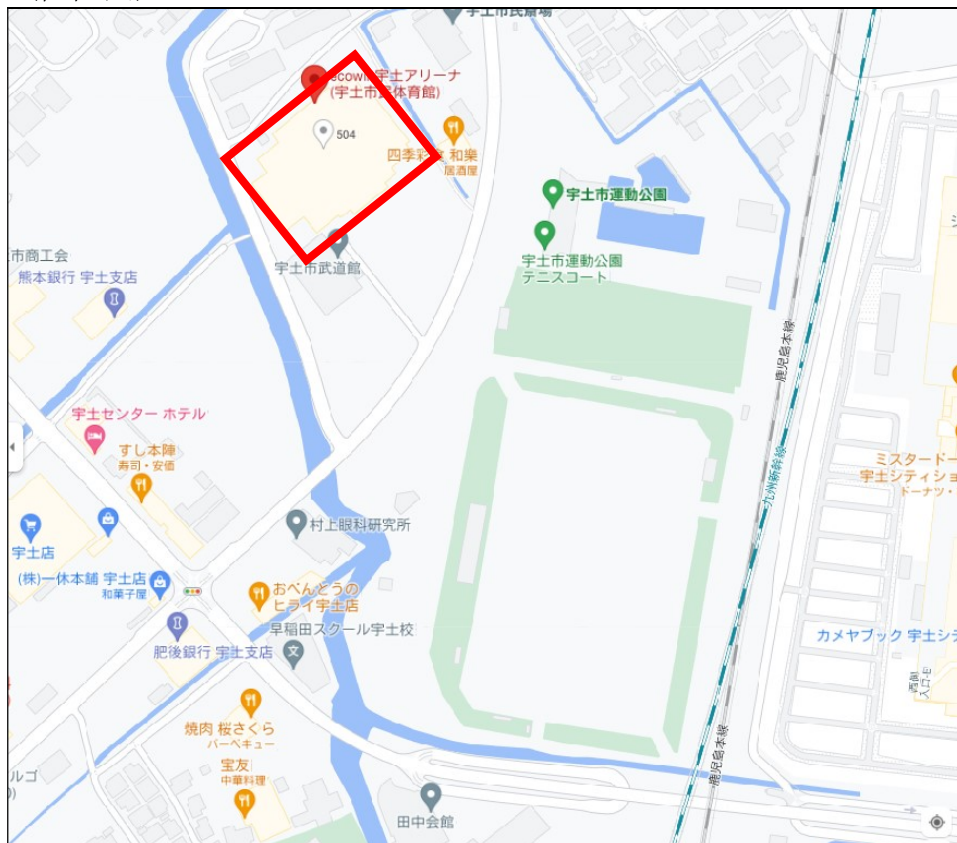 宇土市民斎場
ecowin宇土アリーナ
(宇土市民体育館)
504
四季彩食 和樂
居酒屋
宇土市運動公園
宇土市運動公園
テニスコート
宇土市武道館
市商工会
熊本銀行 宇土支店
鹿児島本線
宇土センター ホテル
すし本陣
寿司・安価
九州新幹線
ミスタードー
宇土シティショ
ドーナツ・
村上眼科研究所
宇土店
(株)一休本舗 宇土店
和菓子屋
おべんとうの
ヒライ宇土店
早稲田スクール宇土校
肥後銀行 宇土支店
カメヤブック 宇土シテ
西側
入口-E
焼肉 桜さくら
バーベキュー
宝友
中華料理
鹿児島本線
ルゴ
田中会館